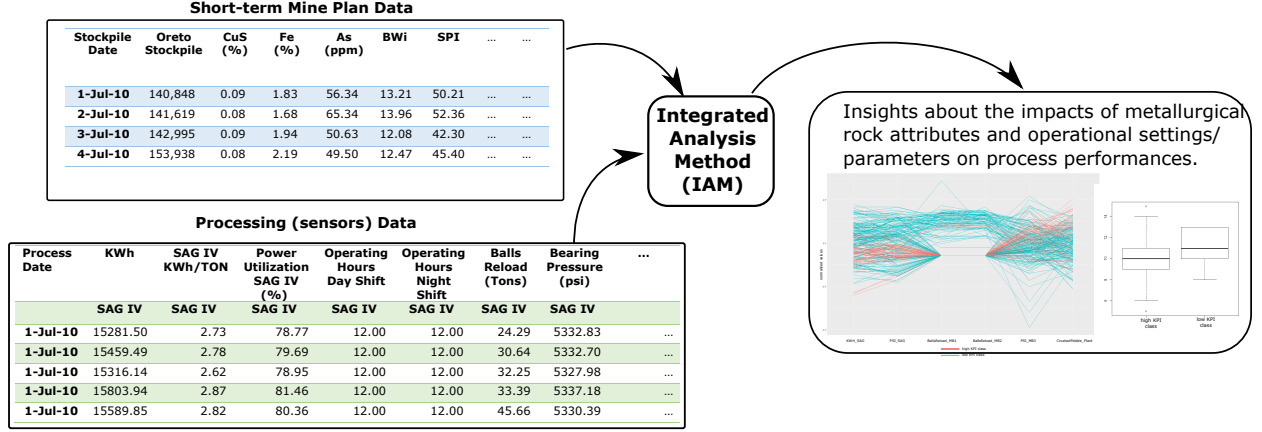 Short-term Mine Plan Data
Stockpile Date Oreto Stockpile CuS (%) Fe (%) As (ppm) BWi SPI ... ...
1-Jul-10 140,848 0.09 1.83 56.34 13.21 50.21 ... ...
2-Jul-10 141,619 0.08 1.68 65.34 13.96 52.36 ... ...
3-Jul-10 142,995 0.09 1.94 50.63 12.08 42.30 ... ...
4-Jul-10 153,938 0.08 2.19 49.50 12.47 45.40 ... ...
Processing (sensors) Data
Process Date KWh SAG IV KWh/TON Power Utilization SAG IV (%) Operating Hours Day Shift Operating Hours Night Shift Balls Reload (Tons) Bearing Pressure (psi) ...
SAG IV SAG IV SAG IV SAG IV SAG IV SAG IV SAG IV
1-Jul-10 15281.50 2.73 78.77 12.00 12.00 24.29 5332.83 ...
1-Jul-10 15459.49 2.78 79.69 12.00 12.00 30.64 5332.70 ...
1-Jul-10 15316.14 2.62 78.95 12.00 12.00 32.25 5327.98 ...
1-Jul-10 15803.94 2.87 81.46 12.00 12.00 33.39 5337.18 ...
1-Jul-10 15589.85 2.82 80.36 12.00 12.00 45.66 5330.39 ...
Integrated
Analysis
Method
(IAM)
Insights about the impacts of metallurgical
rock attributes and operational settings/
parameters on process performances.
KWH_SAG PSI_SAG BallsReload_MB1 BallsReload_MB2 PSI_MB3
high KPI class
low KPI class
high KPI
class
low KPI
class